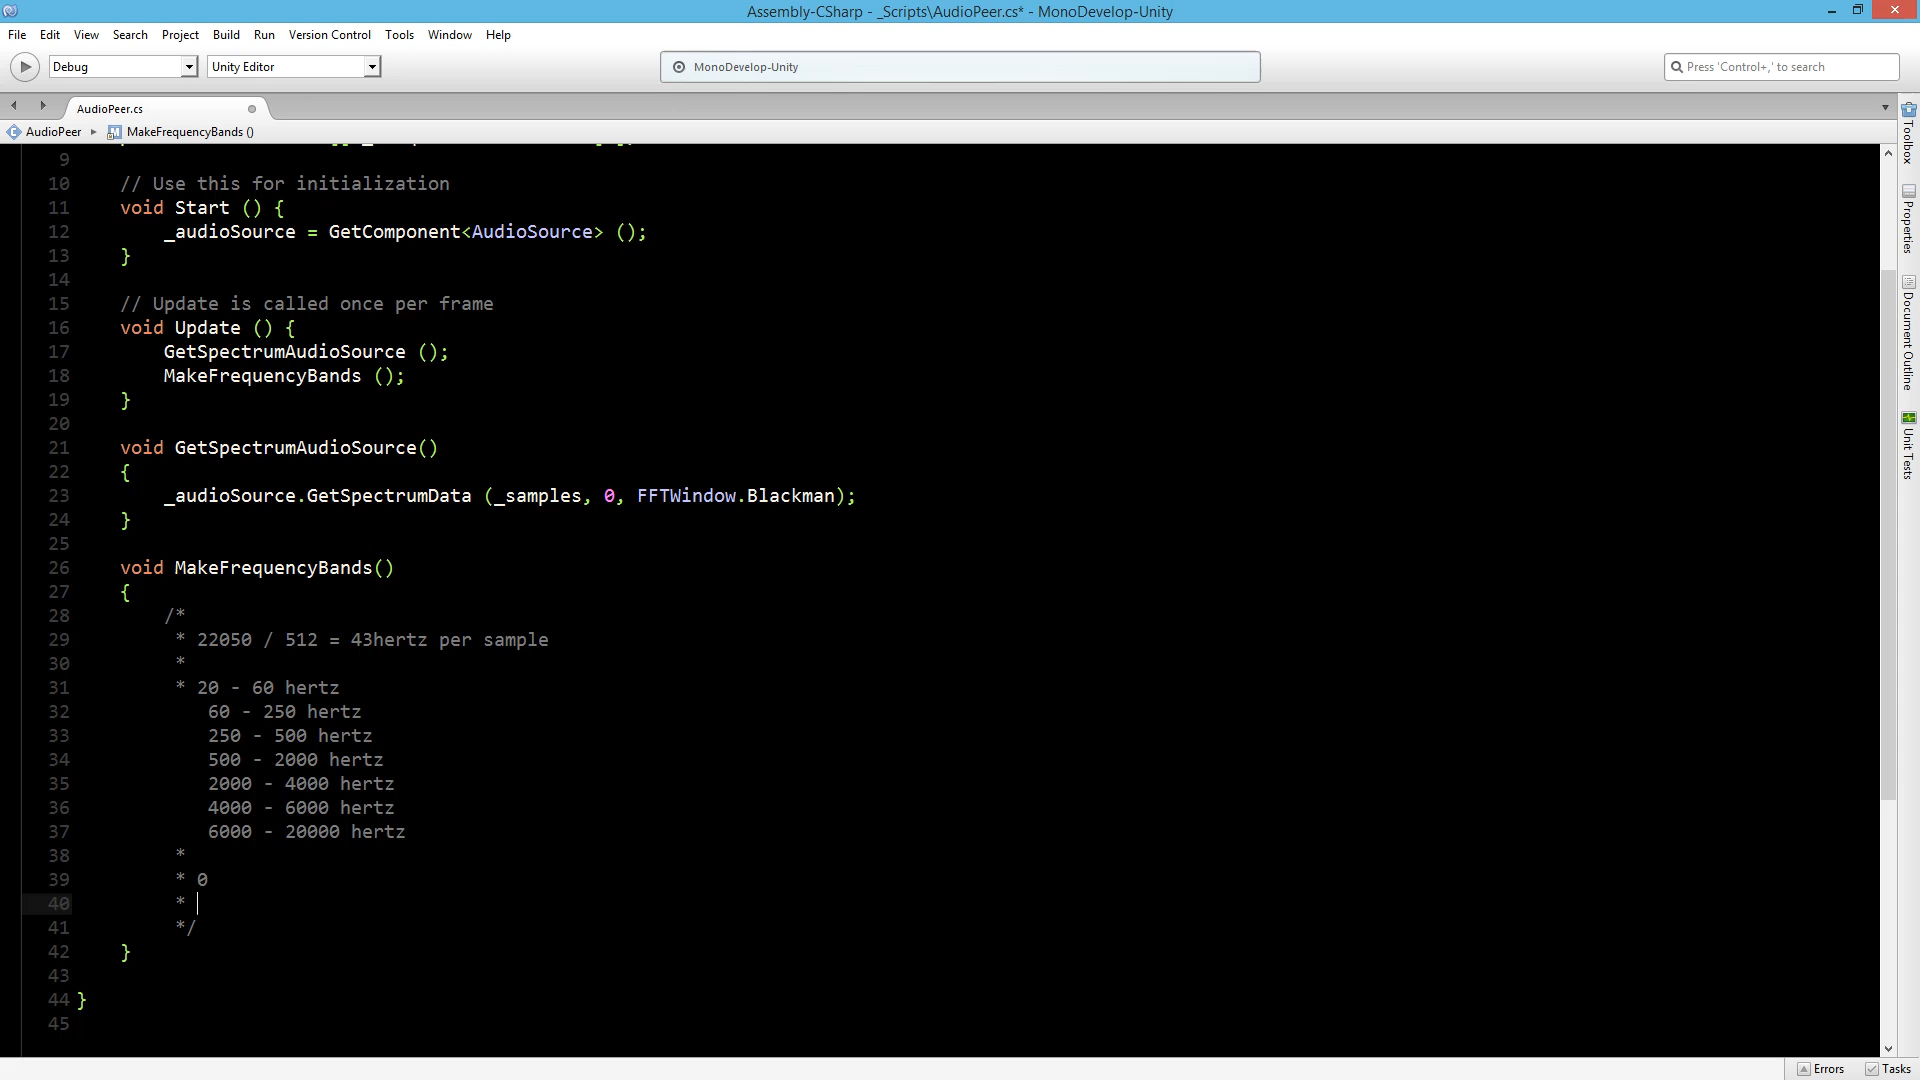 Assembly-CSharp - _Scripts\AudioPeer.cs* - MonoDevelop-Unity
File Edit View Search Project Build Run Version Control Tools Window Help
Debug Unity Editor MonoDevelop-Unity Press 'Control+,' to search
AudioPeer.cs
AudioPeer MakeFrequencyBands ()
9
10 // Use this for initialization
11 void Start () {
12 _audioSource = GetComponent<AudioSource> ();
13 }
14
15 // Update is called once per frame
16 void Update () {
17 GetSpectrumAudioSource ();
18 MakeFrequencyBands ();
19 }
20
21 void GetSpectrumAudioSource()
22 {
23 _audioSource.GetSpectrumData (_samples, 0, FFTWindow.Blackman);
24 }
25
26 void MakeFrequencyBands()
27 {
28 /*
29 * 22050 / 512 = 43hertz per sample
30 *
31 * 20 - 60 hertz
32 60 - 250 hertz
33 250 - 500 hertz
34 500 - 2000 hertz
35 2000 - 4000 hertz
36 4000 - 6000 hertz
37 6000 - 20000 hertz
38 *
39 * 0
40 *
41 */
42 }
43
44 }
45
Toolbox
Properties
Document Outline
Unit Tests
Errors Tasks